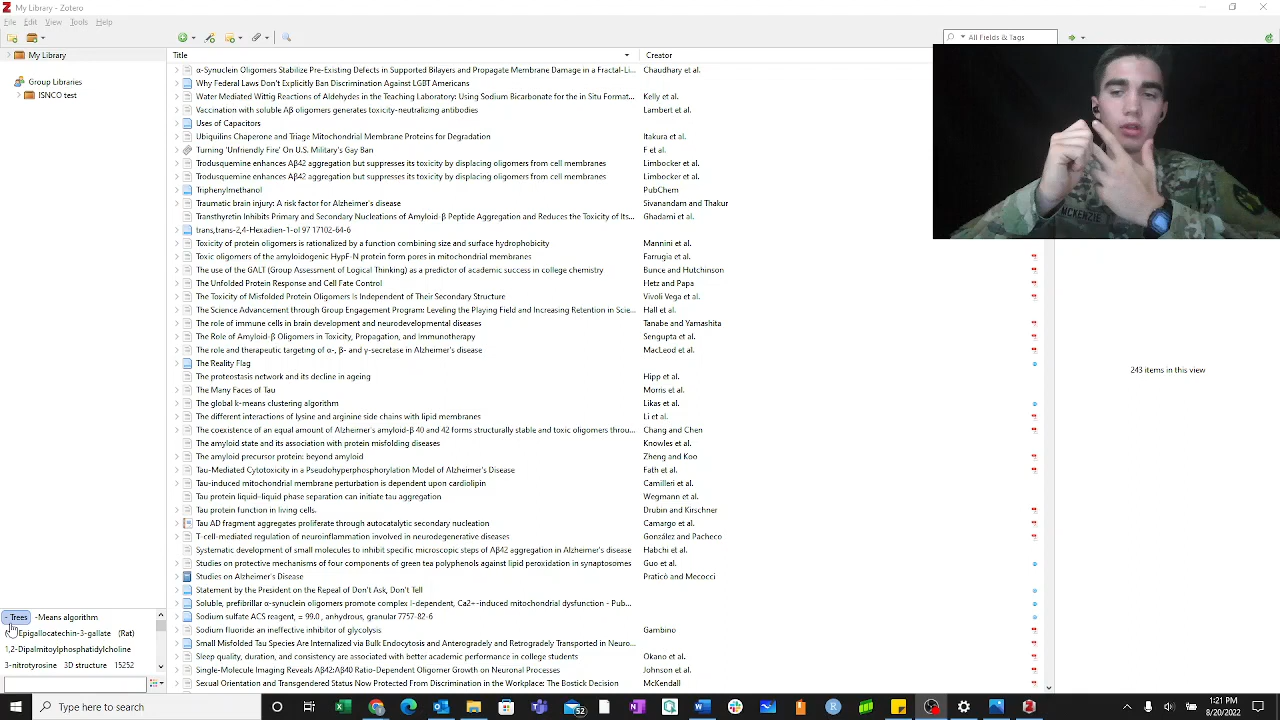 My Library - Zotero
File Edit View Tools Help
All Fields & Tags
My Library
Group Libraries
ISNCO test
Title Creator
α-Synuclein Oligomers Stabilize Pre-Existing Defects in Supported Bilayers and Propagate Membrane Damage in a Fractal-Li... Chaudhary et al.
Why Federal Laws Don't Explicitly Ban Discrimination Against LGBT Americans
Water Mediated Wittig Reactions of Aldehydes in the Teaching Laboratory: Using Sodium Bicarbonate for the in Situ Format... Kelly et al.
Vaccination with soluble Aβ oligomers generates toxicity-neutralizing antibodies Lambert et al.
Uses of Capacitors
Ubiquilins Chaperone and Triage Mitochondrial Membrane Proteins for Degradation Itakura et al.
Turning 'Unfriendly Fire' On U.S. Military's Gay Ban F et al.
Trodusquemine enhances Aβ42 aggregation but suppresses its toxicity by displacing oligomers from cell membranes Limbocker et al.
Trodusquemine enhances Aβ42 aggregation but suppresses its toxicity by displacing oligomers from cell membranes Limbocker et al.
Triphenylmethanol PubChem
Traumatic brain injury: A risk factor for Alzheimer's disease Sivanandam and Thakur
Transthyretin Inhibits Primary and Secondary Nucleations of Amyloid-β Peptide Aggregation and Reduces the Toxicity of Its... Ghadami et al.
trans,trans-2,4-Hexadien-1-ol 97 17102-64-6
Toxicity of protein oligomers is rationalized by a function combining size and surface hydrophobicity Mannini et al.
Toxic oligomers of the amyloidogenic HypF-N protein form pores in mitochondrial membranes Farrugia et al.
The use of the GALT (Group Assessment of Logical Thinking) as a predictor of academic success in college chemistry Bunce and Hutchinson
The Unfolded Protein Response and Cell Fate Control Hetz and Papa
The Toxicity of Misfolded Protein Oligomers Is Independent of Their Secondary Structure Vivoli Vega et al.
The Science Advancement through Group Engagement Program: Leveling the Playing Field and Increasing Retention in Scie... Hall et al.
The role of immune cells in brain development and neurodevelopmental diseases Tanabe and Yamashita
The Role of Amyloid-β Oligomers in Toxicity, Propagation, and Immunotherapy Sengupta et al.
The role and therapeutic targeting of α-, β- and γ-secretase in Alzheimer's disease MacLeod et al.
The Reality Flag
The proteostasis network and its decline in ageing Hipp et al.
The Many Faces of Tau Morris et al.
The global k-means clustering algorithm Likas et al.
The different interactions of lysine and arginine side chains with lipid membranes Li et al.
The coexistence of an equal amount of Alzheimer's amyloid-β 40 and 42 forms structurally stable and toxic oligomers throu... Chang and Chen
The amyloid state and its association with protein misfolding diseases Knowles et al.
The amyloid precursor protein: beyond amyloid Zheng and Koo
Tau-Mediated Cytotoxicity in a Pseudohyperphosphorylation Model of Alzheimer's Disease Fath et al.
Tau-induced mitochondrial membrane perturbation is dependent upon cardiolipin Camilleri et al.
Tau protein liquid–liquid phase separation can initiate tau aggregation Wegmann et al.
Tau protein function in living cells. Drubin and Kirschner
Tau AD fragment aggregates proliferate through autocatalytic secondary nucleation Camargo et al.
T cell-mediated regulation of neuroinflammation involved in neurodegenerative diseases González and Pacheco
Systematic development of small molecules to inhibit specific microscopic steps of Aβ42 aggregation in Alzheimer's disease Habchi et al.
Studies on protective mechanisms of four components of green tea polyphenols against lipid peroxidation in synaptosomes Guo et al.
Studies on Alzheimer's Disease Praticò and Mecocci
Statement by the President on the Repeal of Don't Ask, Don't Tell
Soluble, prefibrillar α-synuclein oligomers promote complex I-dependent, Ca2+-induced mitochondrial dysfunction - Pub...
Sodium sulfate ACS reagent, = 99.0 , anhydrous, granular 7757-82-6
Sodium fluoride an ineffective inhibitor of glycolysis Gambino
Small Misfolded Tau Species Are Internalized via Bulk Endocytosis and Anterogradely and Retrogradely Transported in Neuro...
Sleep quality, duration, and consistency are associated with better academic performance in college students Okano et al.
Single-Molecule Imaging Reveals Aβ42/Aβ40 Ratio-Dependent Oligomer Growth on Neuronal Processes Johnson et al.
Sexual Orientation and Transgendered Status Now Protected From Discrimination in the Workplace: The Bostick Decision McKendall
243 items in this view
MCKENZIE
- Trees -Means algorithm
Epigallocatechin-3-gallate (Rat)
1,2-Dipalmitoylphosphatidylcholine
3-nitrotyrosine 3D structure 15252
Type here to search
52
1:21 PM
8/20/2022